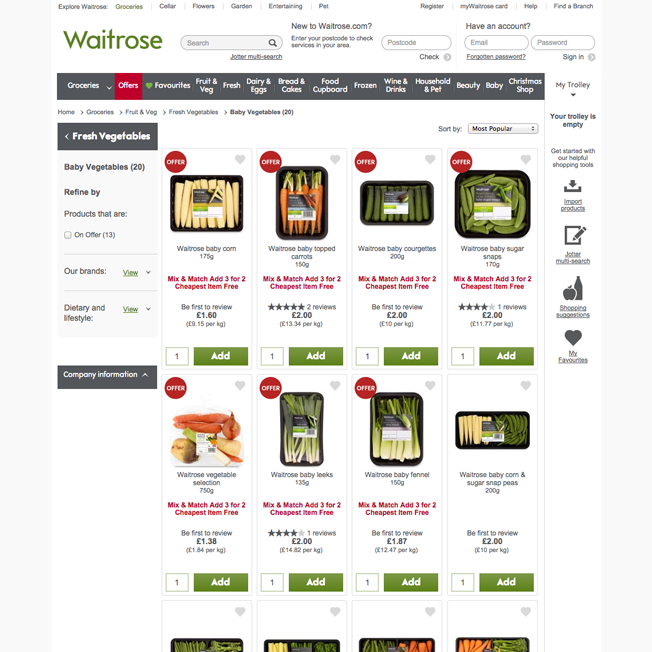 Explore Waitrose: Groceries Cellar Flowers Garden Entertaining Pet Register myWaitrose card Help Find a Branch
Waitrose
Search
Jotter multi-search
New to Waitrose.com?
Enter your postcode to check
services in your area.
Postcode
Check
Have an account?
Email
Password
Forgotten password?
Sign in
Groceries
Offers
Favourites
Fruit &
Veg
Fresh
Dairy &
Eggs
Bread &
Cakes
Food
Cupboard
Frozen
Wine &
Drinks
Household
& Pet
Beauty
Baby
Christmas
Shop
My Trolley
Your trolley is
empty
Get started with
our helpful
shopping tools
Import
products
Jotter
multi-search
Shopping
suggestions
My
Favourites
Home > Groceries > Fruit & Veg > Fresh Vegetables > Baby Vegetables (20)
Fresh Vegetables
Baby Vegetables (20)
Refine by
Products that are:
On Offer (13)
Our brands: View
Dietary and
lifestyle: View
Company information
Sort by: Most Popular
OFFER
Waitrose baby corn
175g
Mix & Match Add 3 for 2
Cheapest Item Free
Be first to review
£1.60
(£9.15 per kg)
1 Add
OFFER
Waitrose baby topped
carrots
150g
Mix & Match Add 3 for 2
Cheapest Item Free
2 reviews
£2.00
(£13.34 per kg)
1 Add
OFFER
Waitrose baby courgettes
200g
Mix & Match Add 3 for 2
Cheapest Item Free
Be first to review
£2.00
(£10 per kg)
1 Add
OFFER
Waitrose baby sugar
snaps
170g
Mix & Match Add 3 for 2
Cheapest Item Free
1 reviews
£2.00
(£11.77 per kg)
1 Add
OFFER
Waitrose vegetable
selection
750g
Mix & Match Add 3 for 2
Cheapest Item Free
Be first to review
£1.38
(£1.84 per kg)
1 Add
OFFER
Waitrose baby leeks
135g
Mix & Match Add 3 for 2
Cheapest Item Free
1 reviews
£2.00
(£14.82 per kg)
1 Add
OFFER
Waitrose baby fennel
150g
Mix & Match Add 3 for 2
Cheapest Item Free
Be first to review
£1.87
(£12.47 per kg)
1 Add
Waitrose baby corn &
sugar snap peas
200g
Be first to review
£2.00
(£10 per kg)
1 Add